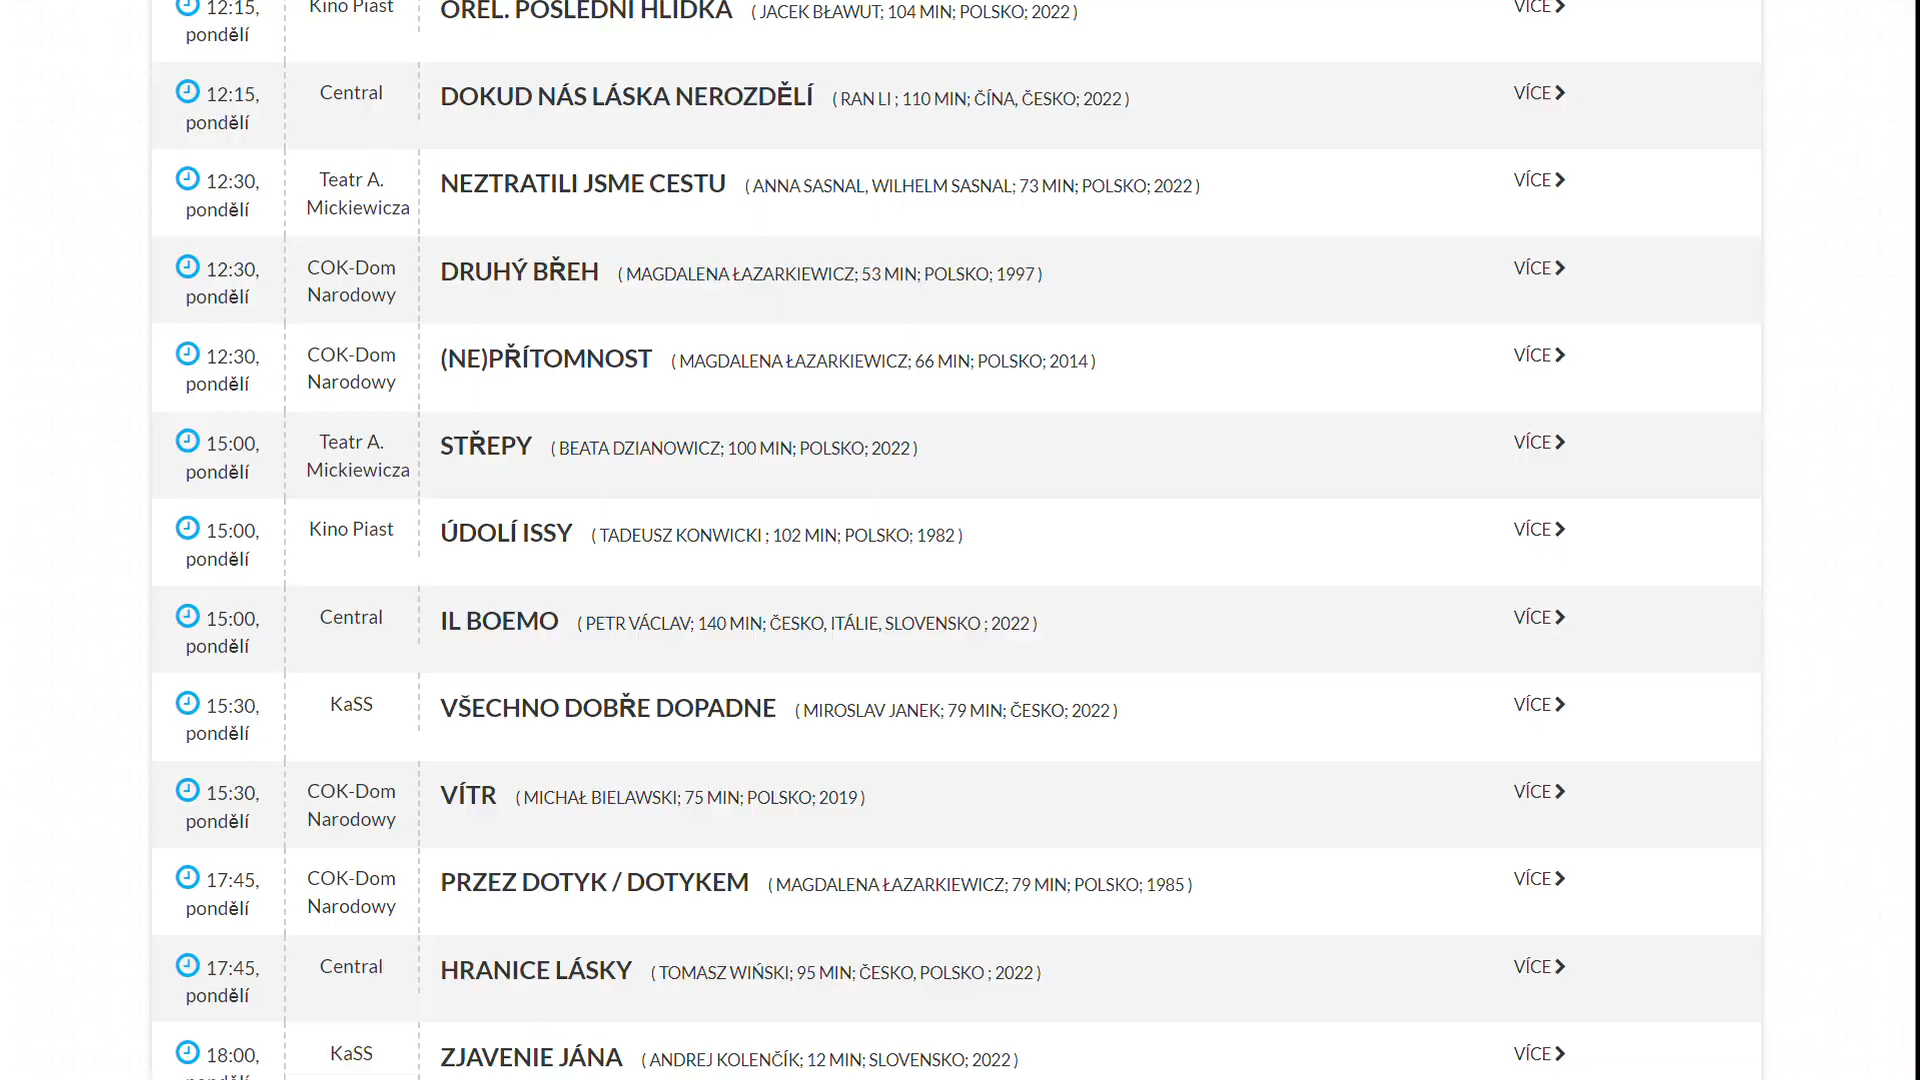 12:15, Kino Piast OREL. POSLEDNÍ HLÍDKA ( JACEK BŁAWUT; 104 MIN; POLSKO; 2022 ) VÍCE
pondělí
12:15, Central DOKUD NÁS LÁSKA NEROZDĚLÍ ( RAN LI ; 110 MIN; ČÍNA, ČESKO; 2022 ) VÍCE
pondělí
12:30, Teatr A. NEZTRATILI JSME CESTU ( ANNA SASNAL, WILHELM SASNAL; 73 MIN; POLSKO; 2022 ) VÍCE
pondělí Mickiewicza
12:30, COK-Dom DRUHÝ BŘEH ( MAGDALENA ŁAZARKIEWICZ; 53 MIN; POLSKO; 1997 ) VÍCE
pondělí Narodowy
12:30, COK-Dom (NE)PŘÍTOMNOST ( MAGDALENA ŁAZARKIEWICZ; 66 MIN; POLSKO; 2014 ) VÍCE
pondělí Narodowy
15:00, Teatr A. STŘEPY ( BEATA DZIANOWICZ; 100 MIN; POLSKO; 2022 ) VÍCE
pondělí Mickiewicza
15:00, Kino Piast ÚDOLÍ ISSY ( TADEUSZ KONWICKI ; 102 MIN; POLSKO; 1982 ) VÍCE
pondělí
15:00, Central IL BOEMO ( PETR VÁCLAV; 140 MIN; ČESKO, ITÁLIE, SLOVENSKO ; 2022 ) VÍCE
pondělí
15:30, KaSS VŠECHNO DOBŘE DOPADNE ( MIROSLAV JANEK; 79 MIN; ČESKO; 2022 ) VÍCE
pondělí
15:30, COK-Dom VÍTR ( MICHAŁ BIELAWSKI; 75 MIN; POLSKO; 2019 ) VÍCE
pondělí Narodowy
17:45, COK-Dom PRZEZ DOTYK / DOTYKEM ( MAGDALENA ŁAZARKIEWICZ; 79 MIN; POLSKO; 1985 ) VÍCE
pondělí Narodowy
17:45, Central HRANICE LÁSKY ( TOMASZ WIŃSKI; 95 MIN; ČESKO, POLSKO ; 2022 ) VÍCE
pondělí
18:00, KaSS ZJAVENIE JÁNA ( ANDREJ KOLENČÍK; 12 MIN; SLOVENSKO; 2022 ) VÍCE